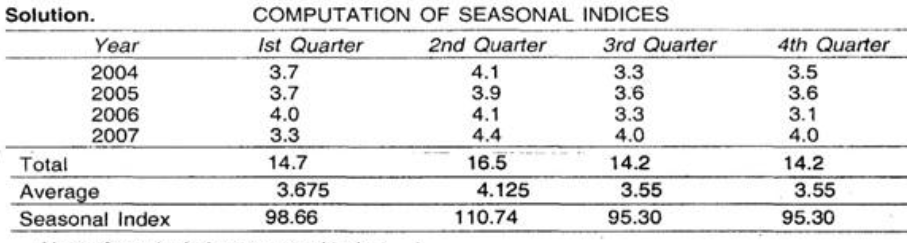 Solution. COMPUTATION OF SEASONAL INDICES
Year Ist Quarter 2nd Quarter 3rd Quarter 4th Quarter
2004 3.7 4.1 3.3 3.5
2005 3.7 3.9 3.6 3.6
2006 4.0 4.1 3.3 3.1
2007 3.3 4.4 4.0 4.0
Total 14.7 16.5 14.2 14.2
Average 3.675 4.125 3.55 3.55
Seasonal Index 98.66 110.74 95.30 95.30